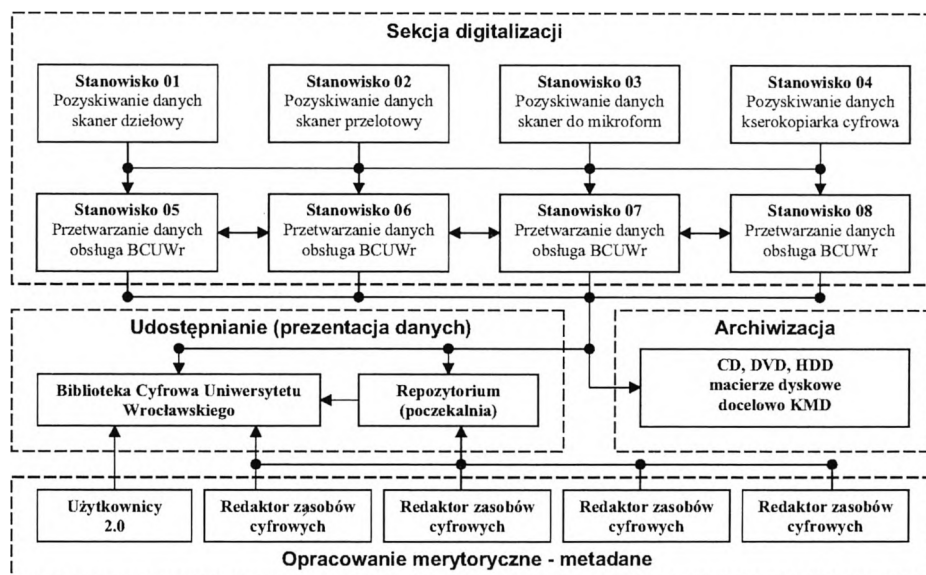 Sekcja digitalizacji
Stanowisko 01
Pozyskiwanie danych
skaner dziełowy
Stanowisko 02
Pozyskiwanie danych
skaner przelotowy
Stanowisko 03
Pozyskiwanie danych
skaner do mikroform
Stanowisko 04
Pozyskiwanie danych
kserokopiarka cyfrowa
Stanowisko 05
Przetwarzanie danych
obsługa BCUWr
Stanowisko 06
Przetwarzanie danych
obsługa BCUWr
Stanowisko 07
Przetwarzanie danych
obsługa BCUWr
Stanowisko 08
Przetwarzanie danych
obsługa BCUWr
Udostępnianie (prezentacja danych)
Biblioteka Cyfrowa Uniwersytetu
Wrocławskiego
Repozytorium
(poczekalnia)
Archiwizacja
CD, DVD, HDD
macierze dyskowe
docelowo KMD
Użytkownicy
2.0
Redaktor zasobów
cyfrowych
Redaktor zasobów
cyfrowych
Redaktor zasobów
cyfrowych
Redaktor zasobów
cyfrowych
Opracowanie merytoryczne - metadane